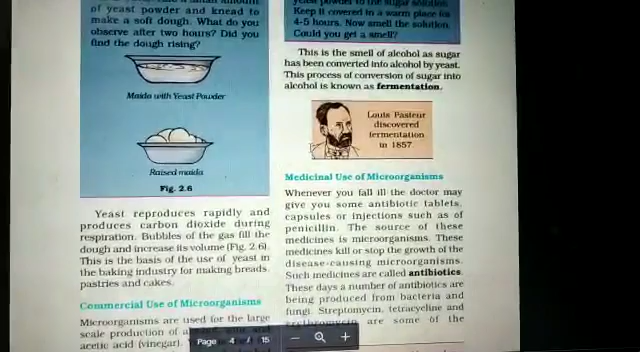 of yeast powder and knead to
make a soft dough. What do you
observe after two hours? Did you
find the dough rising?
Maida with Yeast Powder
Raised maida
Fig. 2.6
Yeast reproduces rapidly and
produces carbon dioxide during
respiration. Bubbles of the gas fill the
dough and increase its volume (Fig. 2.6).
This is the basis of the use of yeast in
the baking industry for making breads,
pastries and cakes.
Commercial Use of Microorganisms
Microorganisms are used for the large
scale production of
acetic acid (vinegar).
yeast powder to the sugar solution.
Keep it covered in a warm place for
4-5 hours. Now smell the solution.
Could you get a smell?
This is the smell of alcohol as sugar
has been converted into alcohol by yeast.
This process of conversion of sugar into
alcohol is known as fermentation.
Louis Pasteur
discovered
fermentation
in 1857.
Medicinal Use of Microorganisms
Whenever you fall ill the doctor may
give you some antibiotic tablets,
capsules or injections such as of
penicillin. The source of these
medicines is microorganisms. These
medicines kill or stop the growth of the
disease-causing microorganisms.
Such medicines are called antibiotics.
These days a number of antibiotics are
being produced from bacteria and
fungi. Streptomycin, tetracycline and
erythromycin are some of the
Page 4 / 15